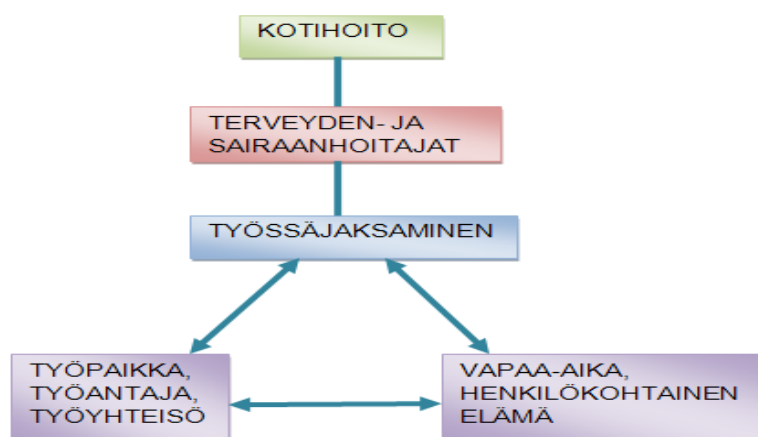 KOTIHOITO
TERVEYDEN- JA
SAIRAANHOITAJAT
TYÖSSÄJAKSAMINEN
TYÖPAIKKA,
TYÖANTAJA,
TYÖYHTEISÖ
VAPAA-AIKA,
HENKILÖKOHTAINEN
ELÄMÄ